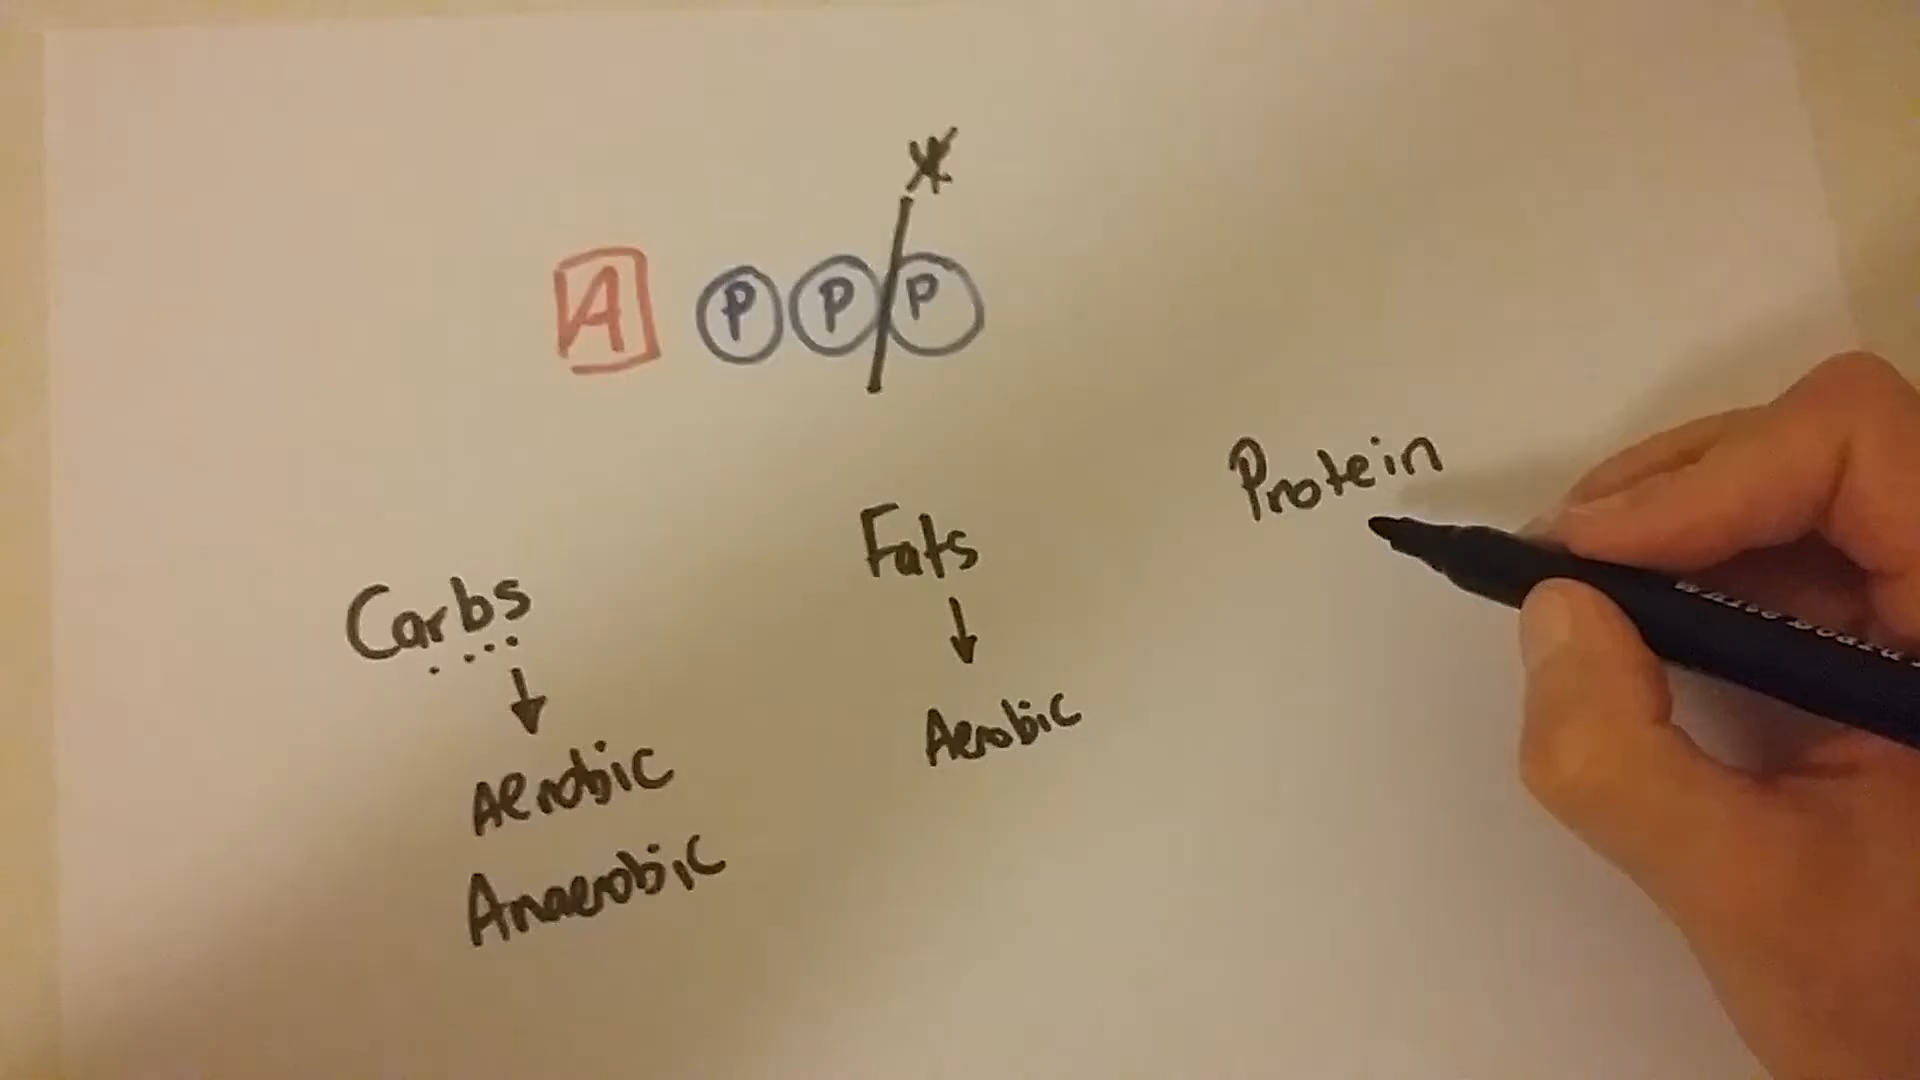 A P P P
Protein
Fats
Carbs
Aerobic
Aerobic
Anaerobic